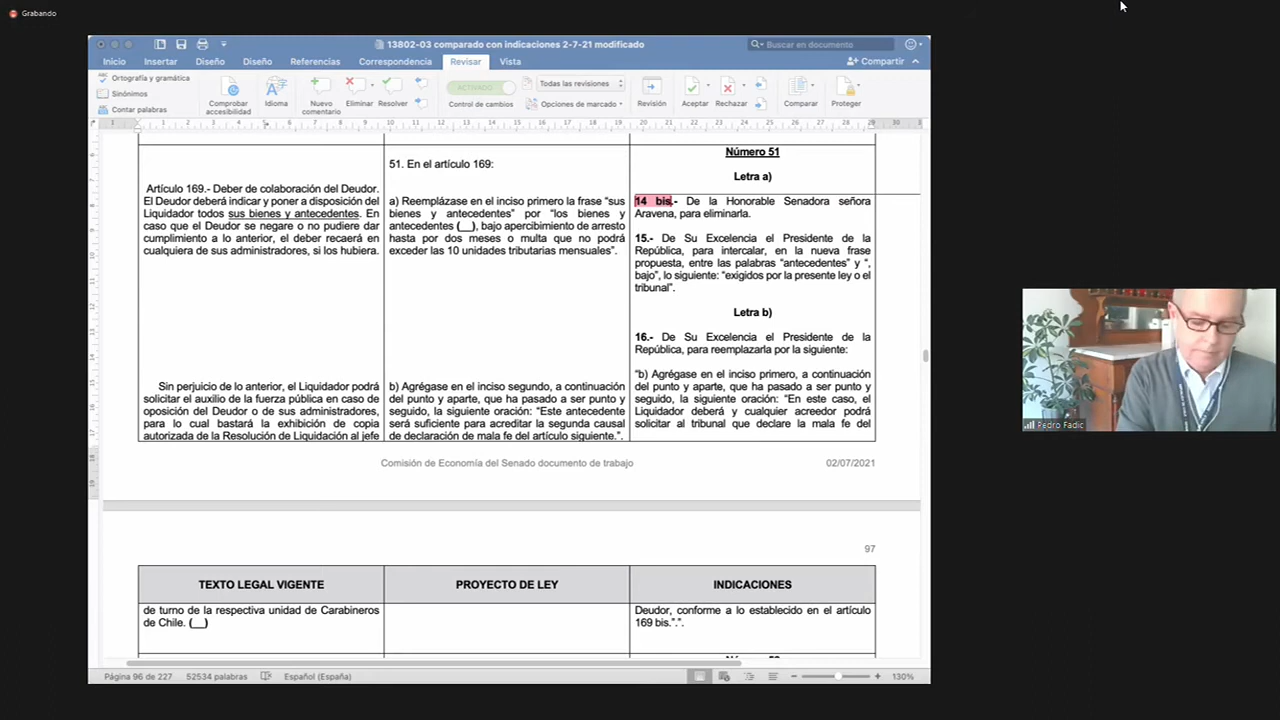 Grabando
13802-03 comparado con indicaciones 2-7-21 modificado
Buscar en documento
Inicio Insertar Diseño Diseño Referencias Correspondencia Revisar Vista
Compartir
Ortografía y gramática
Sinónimos
Contar palabras
Comprobar
accesibilidad
Idioma
Nuevo
comentario
Eliminar
Resolver
ACTIVADO
Control de cambios
Todas las revisiones
Opciones de marcado
Revisión
Aceptar
Rechazar
Comparar
Proteger
Artículo 169.- Deber de colaboración del Deudor.
El Deudor deberá indicar y poner a disposición del
Liquidador todos sus bienes y antecedentes. En
caso que el Deudor se negare o no pudiere dar
cumplimiento a lo anterior, el deber recaerá en
cualquiera de sus administradores, si los hubiera.
Sin perjuicio de lo anterior, el Liquidador podrá
solicitar el auxilio de la fuerza pública en caso de
oposición del Deudor o de sus administradores,
para lo cual bastará la exhibición de copia
autorizada de la Resolución de Liquidación al jefe
51. En el artículo 169:
a) Reemplázase en el inciso primero la frase “sus
bienes y antecedentes” por “los bienes y
antecedentes (__), bajo apercibimiento de arresto
hasta por dos meses o multa que no podrá
exceder las 10 unidades tributarias mensuales”.
b) Agrégase en el inciso segundo, a continuación
del punto y aparte, que ha pasado a ser punto y
seguido, la siguiente oración: “Este antecedente
será suficiente para acreditar la segunda causal
de declaración de mala fe del artículo siguiente.”.
Número 51
Letra a)
14 bis.- De la Honorable Senadora señora
Aravena, para eliminarla.
15.- De Su Excelencia el Presidente de la
República, para intercalar, en la nueva frase
propuesta, entre las palabras “antecedentes” y “,
bajo”, lo siguiente: “exigidos por la presente ley o el
tribunal”.
Letra b)
16.- De Su Excelencia el Presidente de la
República, para reemplazarla por la siguiente:
“b) Agrégase en el inciso primero, a continuación
del punto y aparte, que ha pasado a ser punto y
seguido, la siguiente oración: “En este caso, el
Liquidador deberá y cualquier acreedor podrá
solicitar al tribunal que declare la mala fe del
Comisión de Economía del Senado documento de trabajo
02/07/2021
97
TEXTO LEGAL VIGENTE
PROYECTO DE LEY
INDICACIONES
de turno de la respectiva unidad de Carabineros
de Chile. (__)
Deudor, conforme a lo establecido en el artículo
169 bis.”.”.
Página 96 de 227
52534 palabras
Español (España)
130%
Pedro Fadic